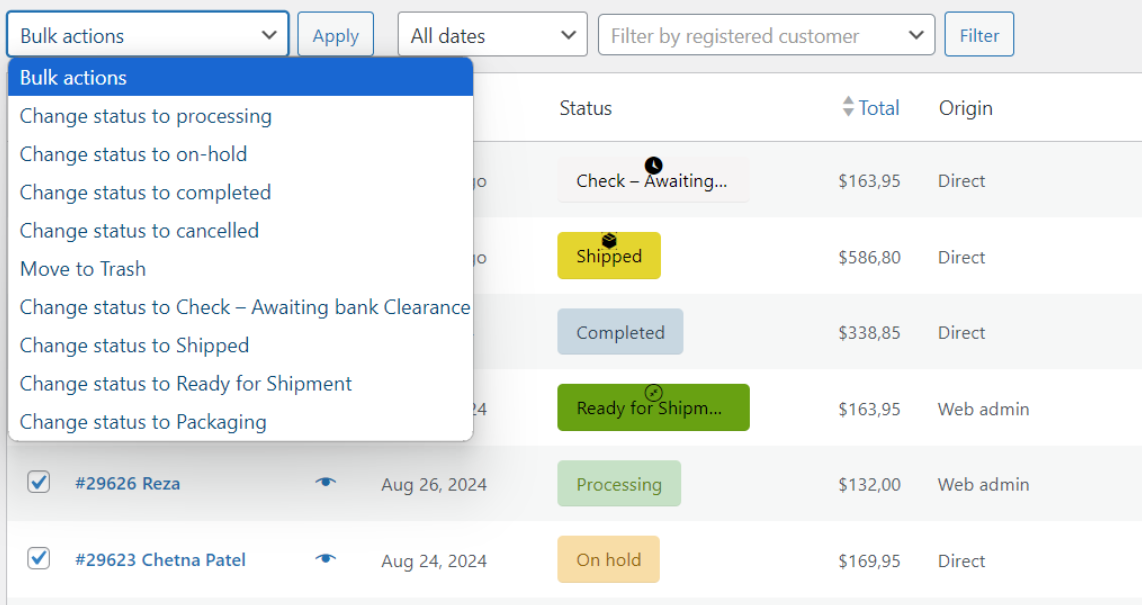 Bulk actions
Apply
All dates
Filter by registered customer
Filter
Bulk actions
Change status to processing
Change status to on-hold
Change status to completed
Change status to cancelled
Move to Trash
Change status to Check – Awaiting bank Clearance
Change status to Shipped
Change status to Ready for Shipment
Change status to Packaging
Status Total Origin
go Check – Awaiting... $163,95 Direct
go Shipped $586,80 Direct
Completed $338,85 Direct
24 Ready for Shipm... $163,95 Web admin
#29626 Reza Aug 26, 2024 Processing $132,00 Web admin
#29623 Chetna Patel Aug 24, 2024 On hold $169,95 Direct